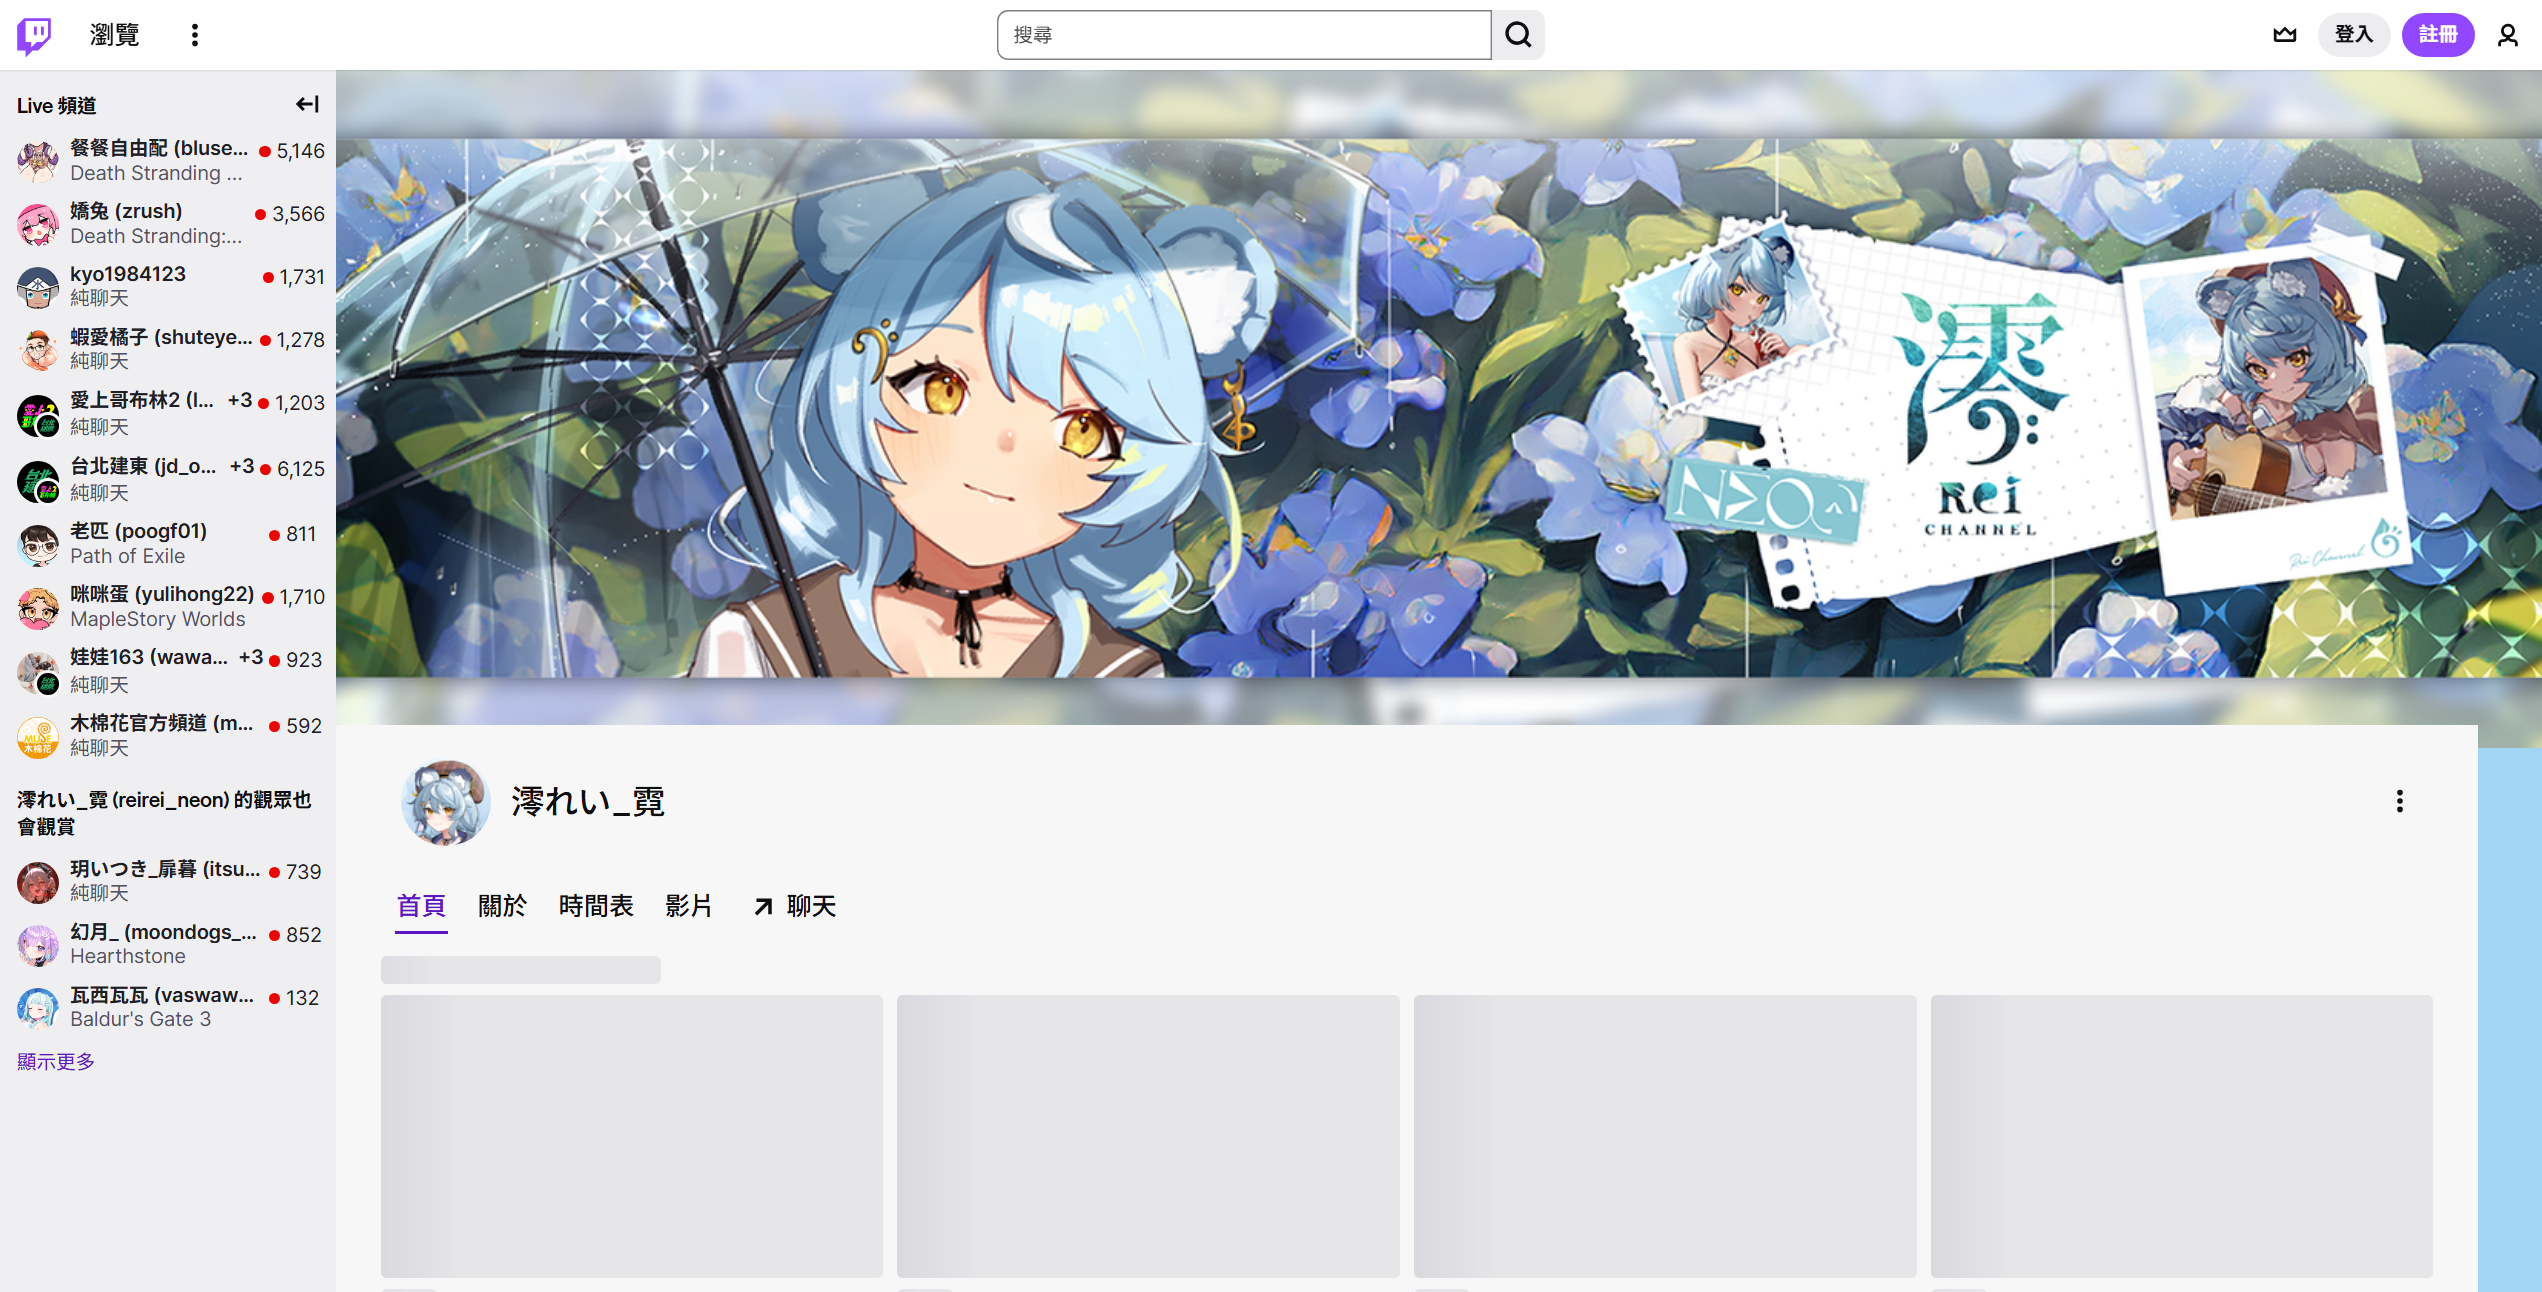 瀏覽
搜尋
登入
註冊
Live 頻道
餐餐自由配 (bluse...
5,146
Death Stranding ...
嬌兔 (zrush)
3,566
Death Stranding:...
kyo1984123
1,731
純聊天
蝦愛橘子 (shuteye...
1,278
純聊天
愛上哥布林2 (l...
+3
1,203
純聊天
台北建東 (jd_o...
+3
6,125
純聊天
老匹 (poogf01)
811
Path of Exile
咪咪蛋 (yulihong22)
1,710
MapleStory Worlds
娃娃163 (wawa...
+3
923
純聊天
木棉花官方頻道 (m...
592
純聊天
澪れい_霓 (reirei_neon) 的觀眾也
會觀賞
玥いつき_扉暮 (itsu...
739
純聊天
幻月_ (moondogs_...
852
Hearthstone
瓦西瓦瓦 (vaswaw...
132
Baldur's Gate 3
顯示更多
澪
Rei
CHANNEL
Rei Channel
MUSE
木棉花
澪れい_霓
首頁
關於
時間表
影片
聊天